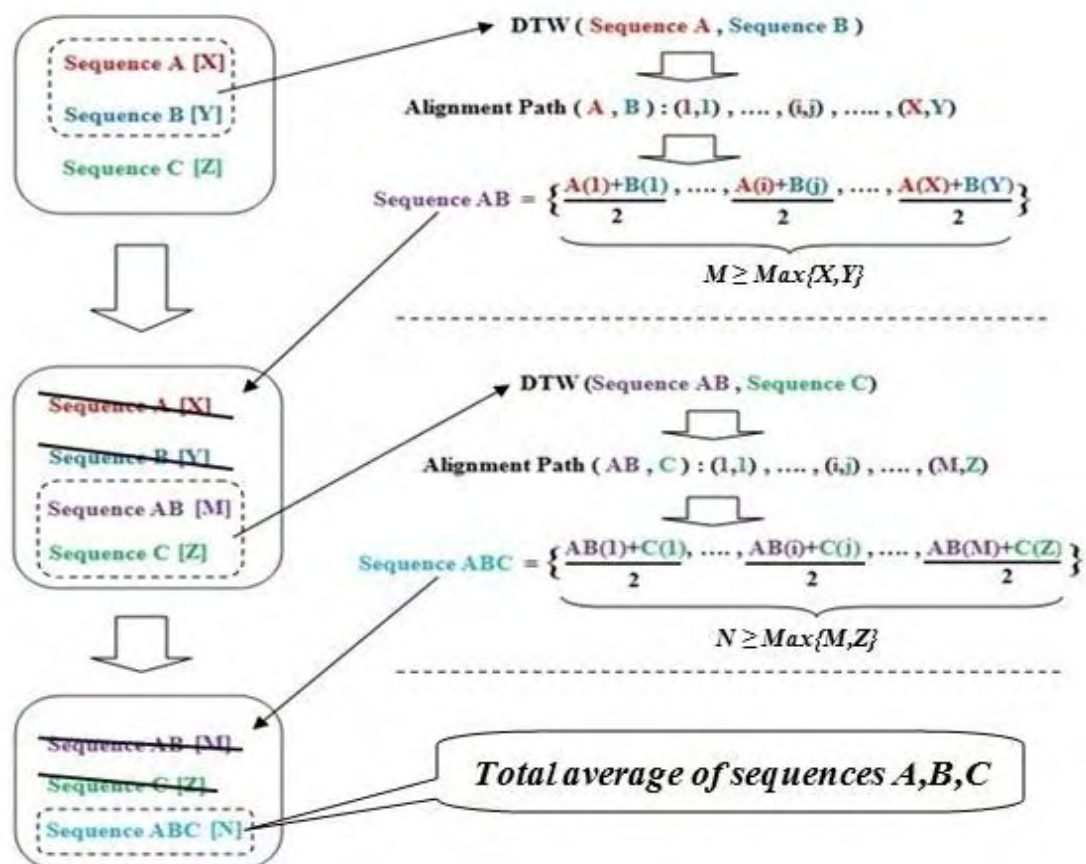 DTW ( Sequence A , Sequence B )
Sequence A [X]
Sequence B [Y]
Sequence C [Z]
Alignment Path ( A , B ) : (1,1) , .... , (i,j) , ..... , (X,Y)
Sequence AB = { A(1)+B(1) / 2 , .... , A(i)+B(j) / 2 , .... , A(X)+B(Y) / 2 }
M ≥ Max{X,Y}
DTW (Sequence AB , Sequence C)
Sequence A [X]
Sequence B [Y]
Sequence AB [M]
Sequence C [Z]
Alignment Path ( AB , C ) : (1,1) , .... , (i,j) , .... , (M,Z)
Sequence ABC = { AB(1)+C(1) / 2 , .... , AB(i)+C(j) / 2 , .... , AB(M)+C(Z) / 2 }
N ≥ Max{M,Z}
Sequence AB [M]
Sequence C [Z]
Sequence ABC [N]
Total average of sequences A,B,C